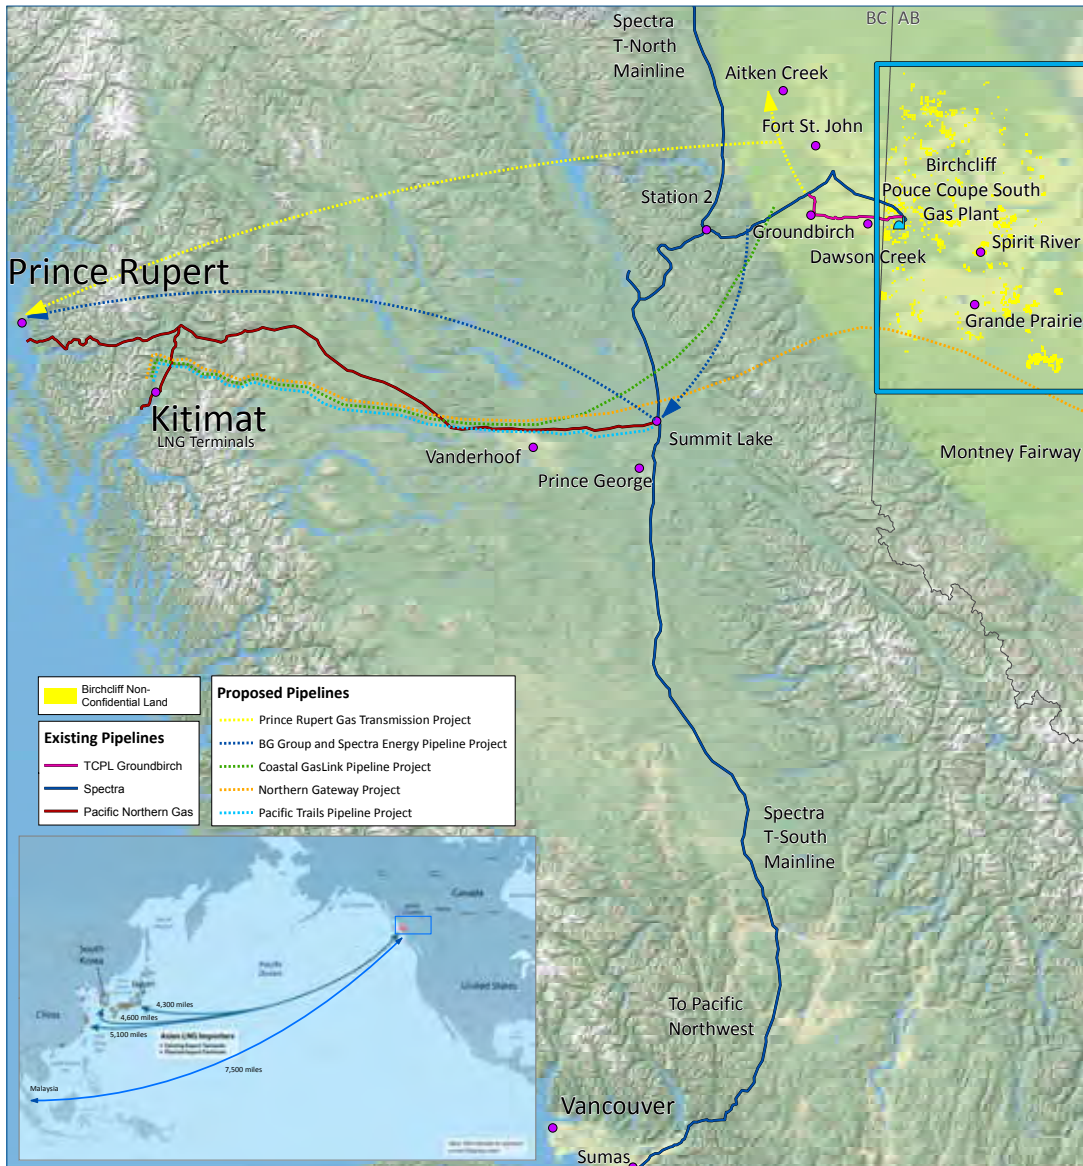 Spectra
T-North
Mainline
BC
AB
Aitken Creek
Fort St. John
Birchcliff
Pouce Coupe South
Gas Plant
Station 2
Groundbirch
Dawson Creek
Spirit River
Grande Prairie
Prince Rupert
Kitimat
LNG Terminals
Vanderhoof
Prince George
Summit Lake
Montney Fairway
Birchcliff Non-
Confidential Land
Existing Pipelines
TCPL Groundbirch
Spectra
Pacific Northern Gas
Proposed Pipelines
Prince Rupert Gas Transmission Project
BG Group and Spectra Energy Pipeline Project
Coastal GasLink Pipeline Project
Northern Gateway Project
Pacific Trails Pipeline Project
Spectra
T-South
Mainline
To Pacific
Northwest
Vancouver
Sumas
Canada
United States
Pacific
Ocean
South
Korea
Japan
China
4,300 miles
4,600 miles
5,100 miles
7,500 miles
Asian LNG Importers
Malaysia